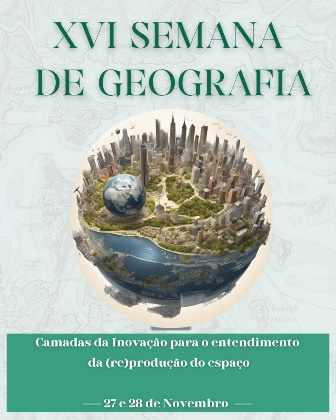 XVI SEMANA
DE GEOGRAFIA
Camadas da Inovação para o entendimento
da (re)produção do espaço
27 e 28 de Novembro